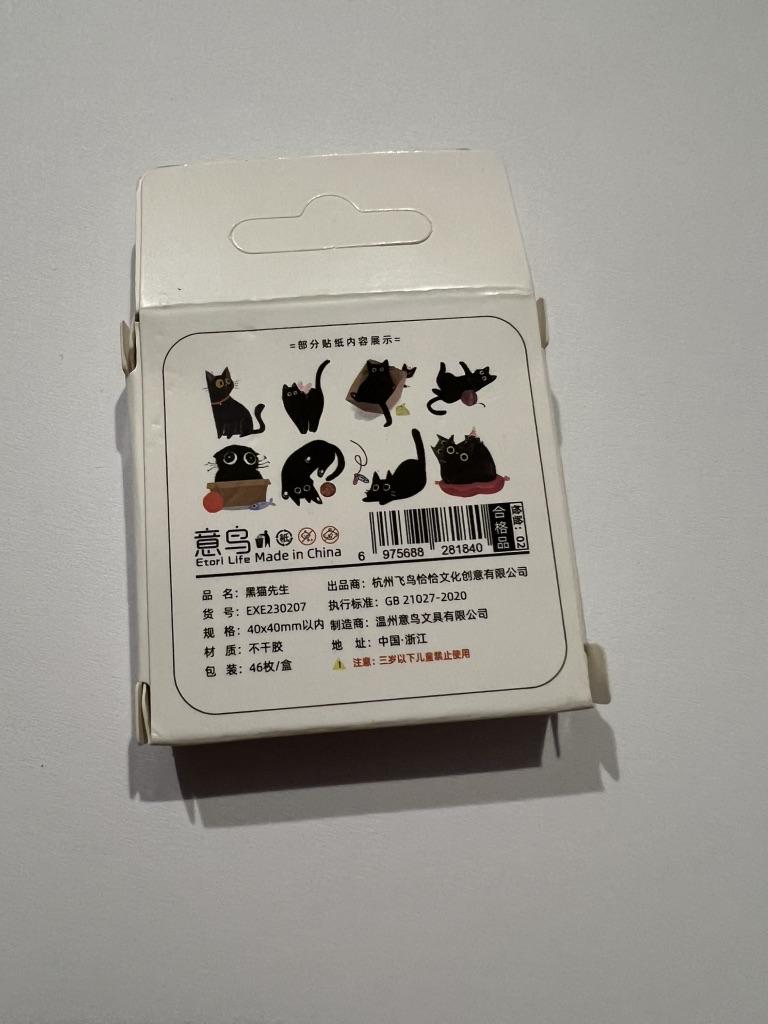 =部分贴纸内容展示=
意鸟
Etori Life Made in China
纸
6 975688 281840
合格品
检验：02
品 名：黑猫先生
货 号：EXE230207
规 格：40x40mm以内
材 质：不干胶
包 装：46枚/盒
出品商：杭州飞鸟恰恰文化创意有限公司
执行标准：GB 21027-2020
制造商：温州意鸟文具有限公司
地 址：中国·浙江
注意：三岁以下儿童禁止使用